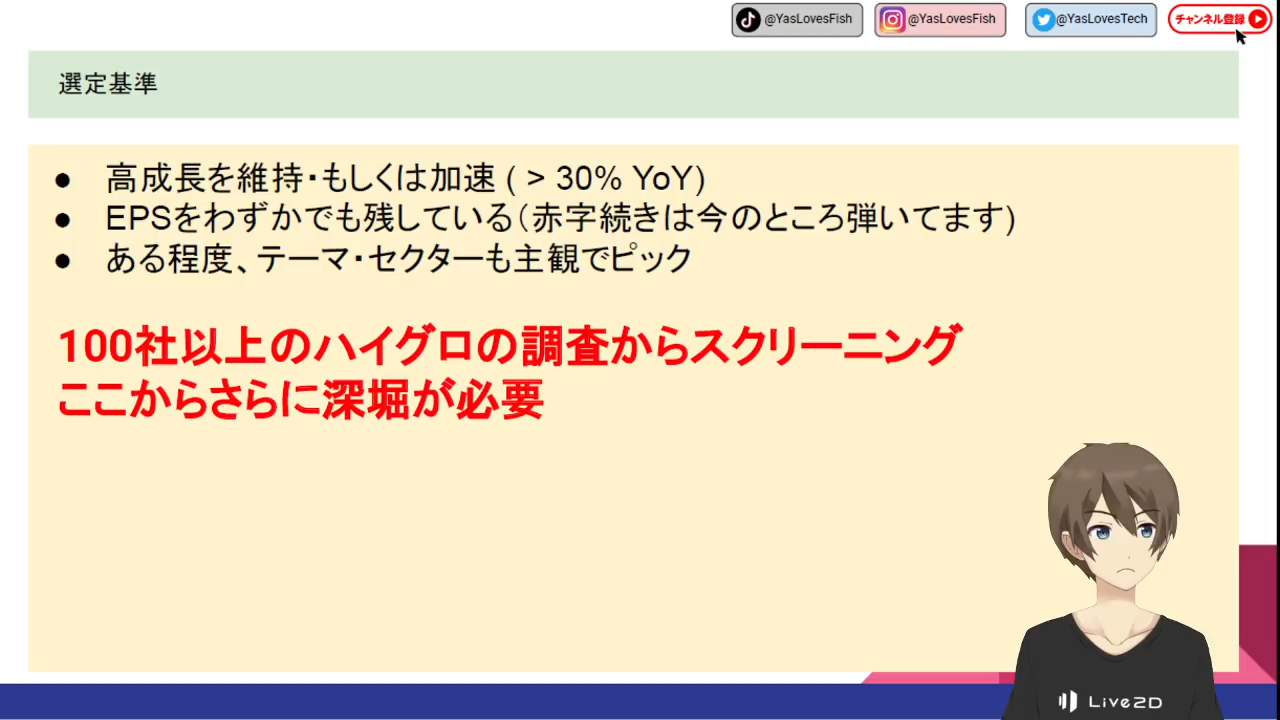 @YasLovesFish
@YasLovesFish
@YasLovesTech
チャンネル登録
選定基準
● 高成長を維持・もしくは加速 ( > 30% YoY)
● EPSをわずかでも残している（赤字続きは今のところ弾いてます)
● ある程度、テーマ・セクターも主観でピック
100社以上のハイグロの調査からスクリーニング
ここからさらに深堀が必要
Live2D